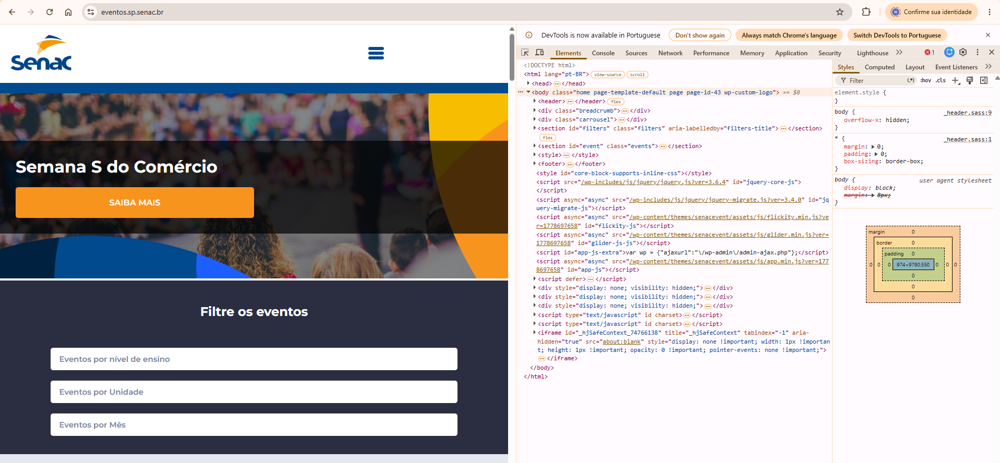 eventos.sp.senac.br
Confirme sua identidade
senac
Semana S do Comércio
SAIBA MAIS
Filtre os eventos
Eventos por nível de ensino
Eventos por Unidade
Eventos por Mês
DevTools is now available in Portuguese
Don't show again
Always match Chrome's language
Switch DevTools to Portuguese
Elements Console Sources Network Performance Memory Application Security Lighthouse 1
<!DOCTYPE html>
<html lang="pt-BR"> view-source scroll
<head> </head>
<body class="home page-template-default page page-id-43 wp-custom-logo"> == $0
<header> </header> flex
<div class="breadcrumb"> </div>
<div class="carrousel"> </div>
<section id="filters" class="filters" aria-labelledby="filters-title"> </section>
flex
<section id="event" class="events"> </section>
<style> </style>
<footer> </footer>
<style id="core-block-supports-inline-css"></style>
<script src="/wp-includes/js/jquery/jquery.js?ver=3.6.4" id="jquery-core-js">
</script>
<script async="async" src="/wp-includes/js/jquery/jquery-migrate.js?ver=3.4.0" id="jq
uery-migrate-js"></script>
<script async="async" src="/wp-content/themes/senacevent/assets/js/flickity.min.js?ve
r=1778697658" id="flickity-js"></script>
<script async="async" src="/wp-content/themes/senacevent/assets/js/glider.min.js?ver=
1778697658" id="glider-js-js"></script>
<script id="app-js-extra">var wp = {"ajaxurl":"\/wp-admin\/admin-ajax.php"};</script>
<script async="async" src="/wp-content/themes/senacevent/assets/js/app.min.js?ver=177
8697658" id="app-js"></script>
<script defer> </script>
<div style="display: none; visibility: hidden;"> </div>
<div style="display: none; visibility: hidden;"> </div>
<div style="display: none; visibility: hidden;"> </div>
<script type="text/javascript" id charset> </script>
<script type="text/javascript" id charset> </script>
<iframe id="_hjSafeContext_74766138" title="_hjSafeContext" tabindex="-1" aria-
hidden="true" src="about:blank" style="display: none !important; width: 1px !importan
t; height: 1px !important; opacity: 0 !important; pointer-events: none !important;">
</iframe>
</body>
</html>
Styles Computed Layout Event Listeners
Filter (.*) :hov .cls
element.style {
}
body { _header.sass:9
overflow-x: hidden;
}
* { _header.sass:1
margin: 0;
padding: 0;
box-sizing: border-box;
}
body { user agent stylesheet
display: block;
margin: 8px;
}
margin 0
border 0
padding 0
0 0 0 974×9760.550 0 0 0
0
0
0